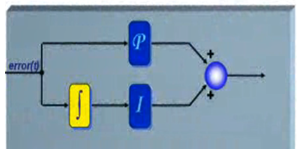 P
+
error(t)
∫
I
+